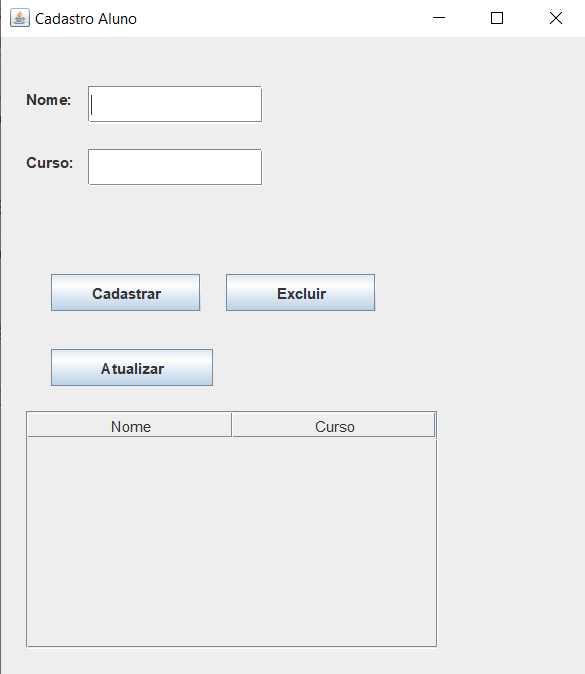 Cadastro Aluno
Nome:
Curso:
Cadastrar Excluir
Atualizar
Nome Curso